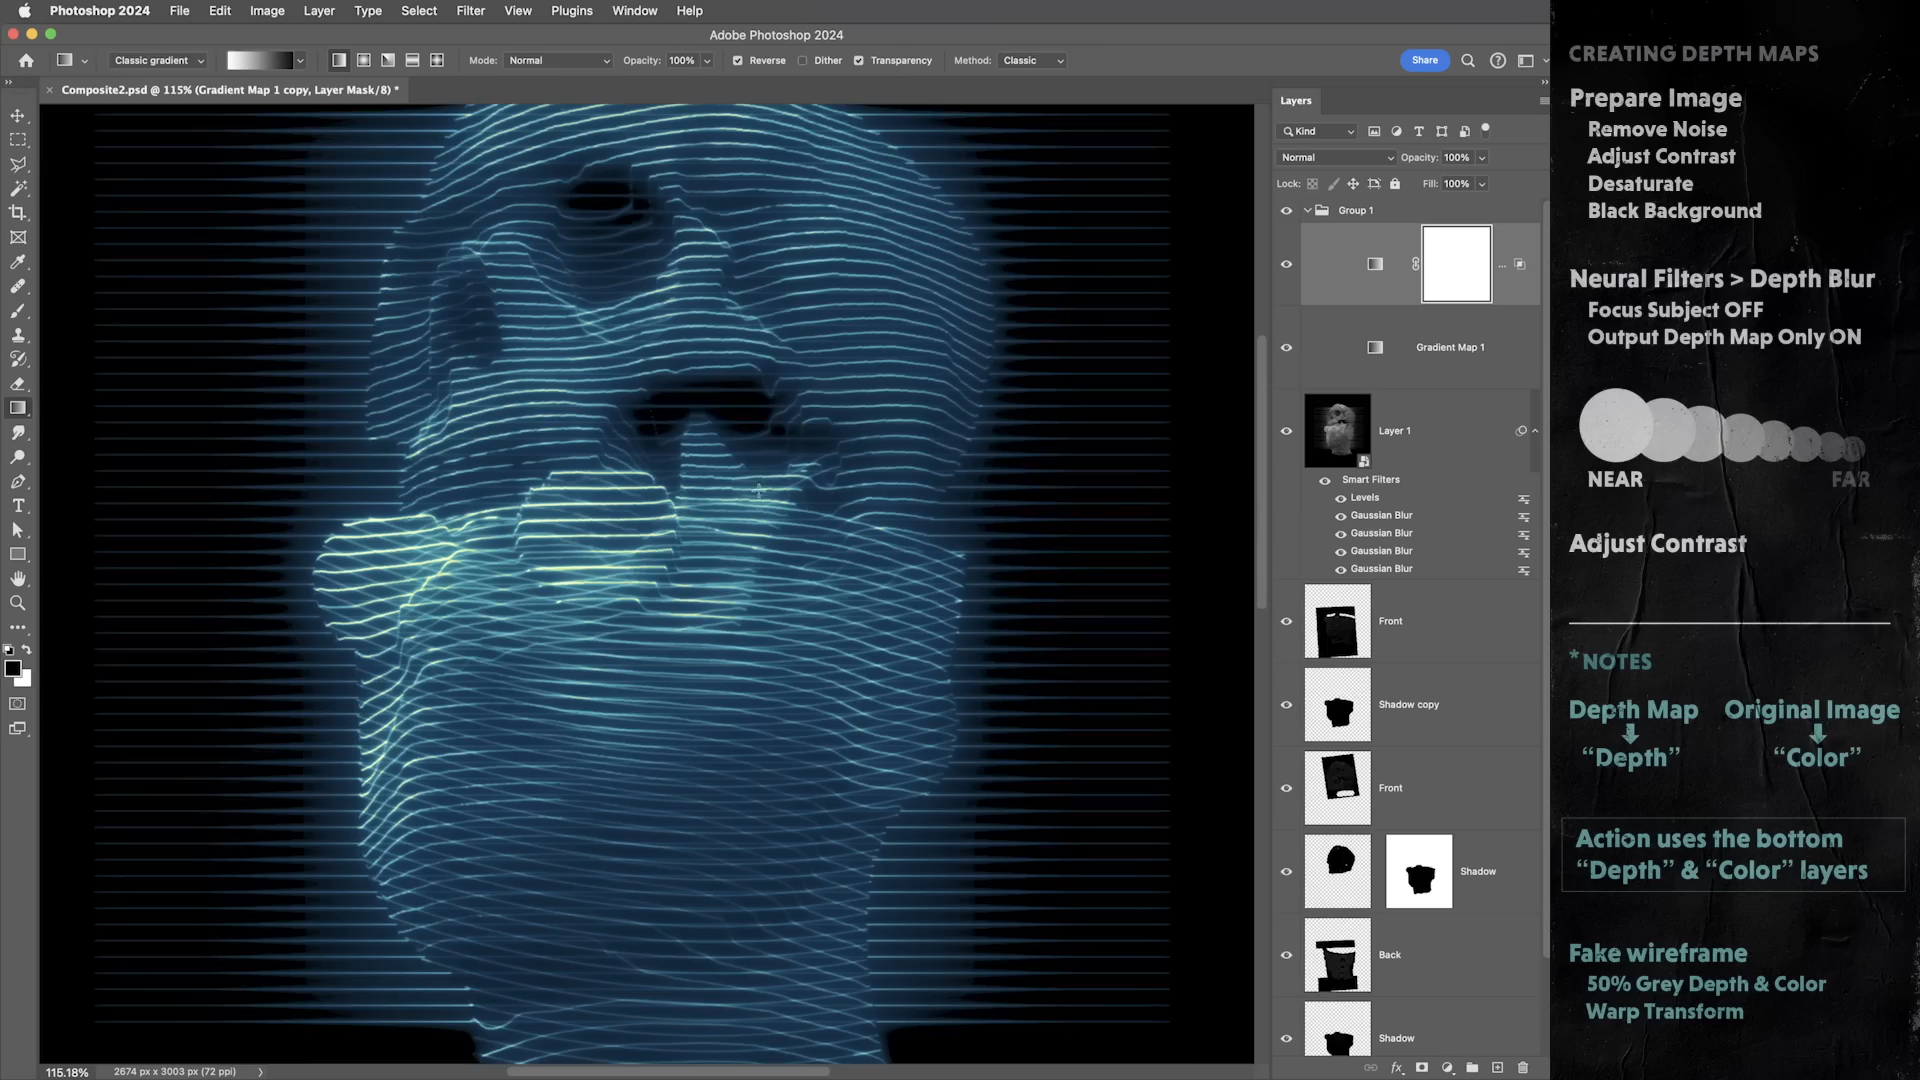 Photoshop 2024 File Edit Image Layer Type Select Filter View Plugins Window Help
Adobe Photoshop 2024
Classic gradient Mode: Normal Opacity: 100% Reverse Dither Transparency Method: Classic Share
Composite2.psd @ 115% (Gradient Map 1 copy, Layer Mask/8) *
Layers
Kind
Normal Opacity: 100%
Lock: Fill: 100%
Group 1
...
Gradient Map 1
Layer 1
Smart Filters
Levels
Gaussian Blur
Gaussian Blur
Gaussian Blur
Gaussian Blur
Front
Shadow copy
Front
Shadow
Back
Shadow
fx
115.18% 2674 px x 3003 px (72 ppi)
CREATING DEPTH MAPS
Prepare Image
Remove Noise
Adjust Contrast
Desaturate
Black Background
Neural Filters > Depth Blur
Focus Subject OFF
Output Depth Map Only ON
NEAR FAR
Adjust Contrast
*NOTES
Depth Map Original Image
“Depth” “Color”
Action uses the bottom
“Depth” & “Color” layers
Fake wireframe
50% Grey Depth & Color
Warp Transform